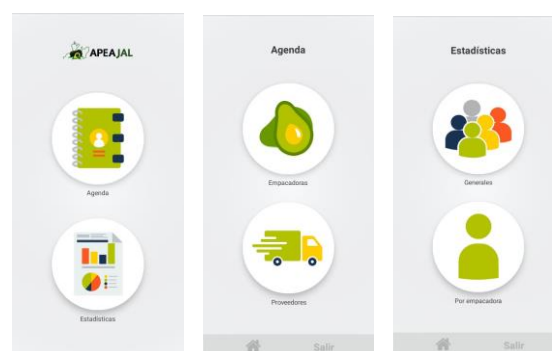 APEAJAL
Agenda
Estadísticas
Agenda
Empacadoras
Proveedores
Salir
Estadísticas
Generales
Por empacadora
Salir